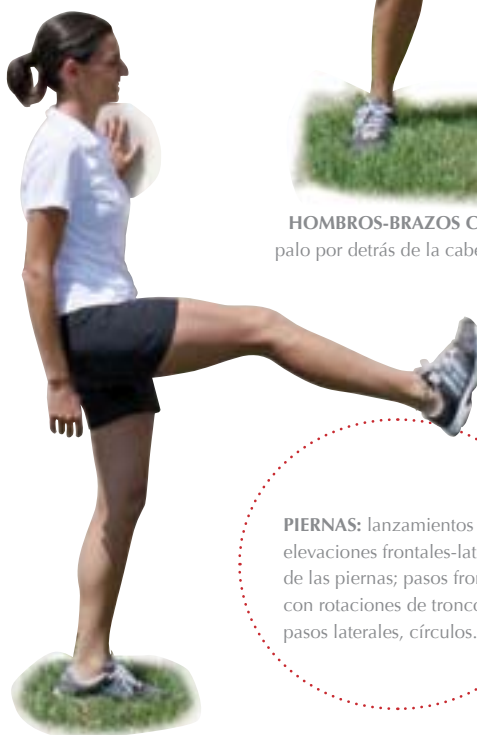 HOMBROS-BRAZOS C
palo por detrás de la cabe
PIERNAS: lanzamientos
elevaciones frontales-lat
de las piernas; pasos fron
con rotaciones de tronco
pasos laterales, círculos.